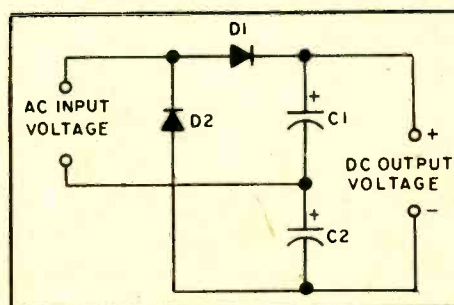 D1
AC INPUT
VOLTAGE
D2
+
C1
+
DC OUTPUT
VOLTAGE
-
+
C2